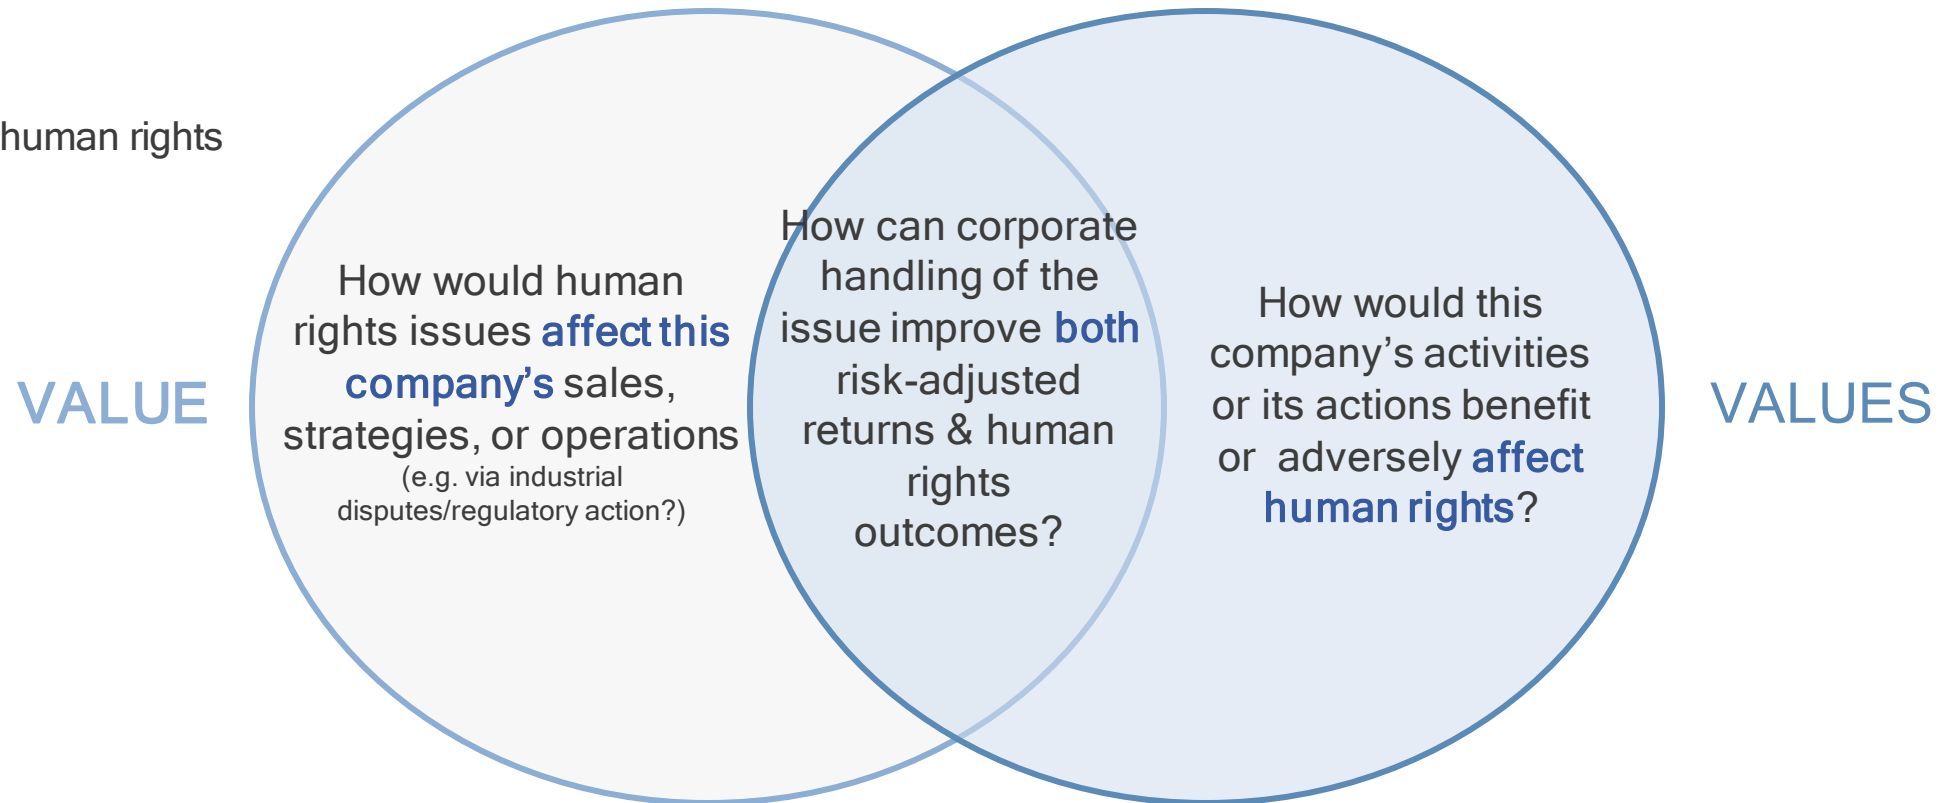 human rights
VALUE
How would human
rights issues affect this
company's sales,
strategies, or operations
(e.g. via industrial
disputes/regulatory action?)
How can corporate
handling of the
issue improve both
risk-adjusted
returns & human
rights
outcomes?
How would this
company's activities
or its actions benefit
or adversely affect
human rights?
VALUES